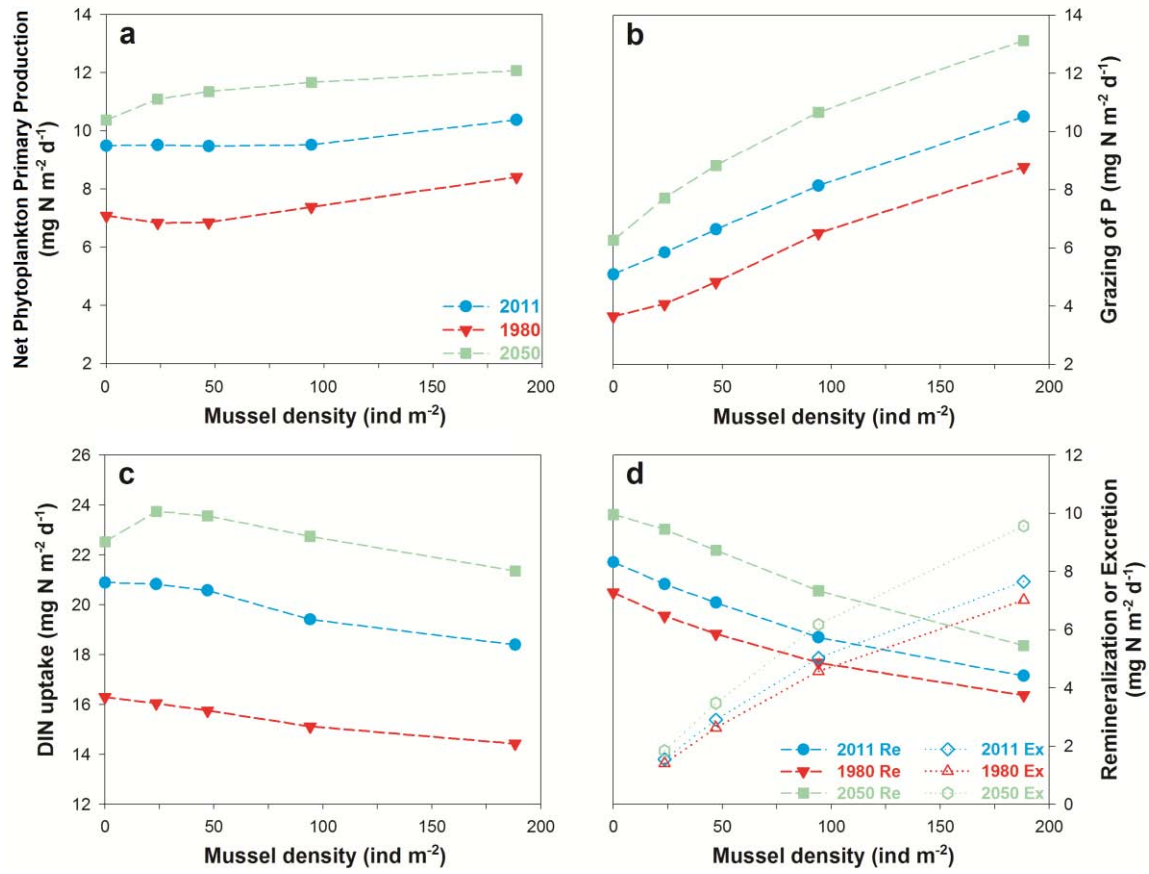 a
14
12
10
8
6
4
2
Net Phytoplankton Primary Production
(mg N m-2 d-1)
2011
1980
2050
0 50 100 150 200
Mussel density (ind m-2)
b
14
12
10
8
6
4
2
Grazing of P (mg N m-2 d-1)
0 50 100 150 200
Mussel density (ind m-2)
c
26
24
22
20
18
16
14
12
DIN uptake (mg N m-2 d-1)
0 50 100 150 200
Mussel density (ind m-2)
d
12
10
8
6
4
2
0
Remineralization or Excretion
(mg N m-2 d-1)
2011 Re 2011 Ex
1980 Re 1980 Ex
2050 Re 2050 Ex
0 50 100 150 200
Mussel density (ind m-2)